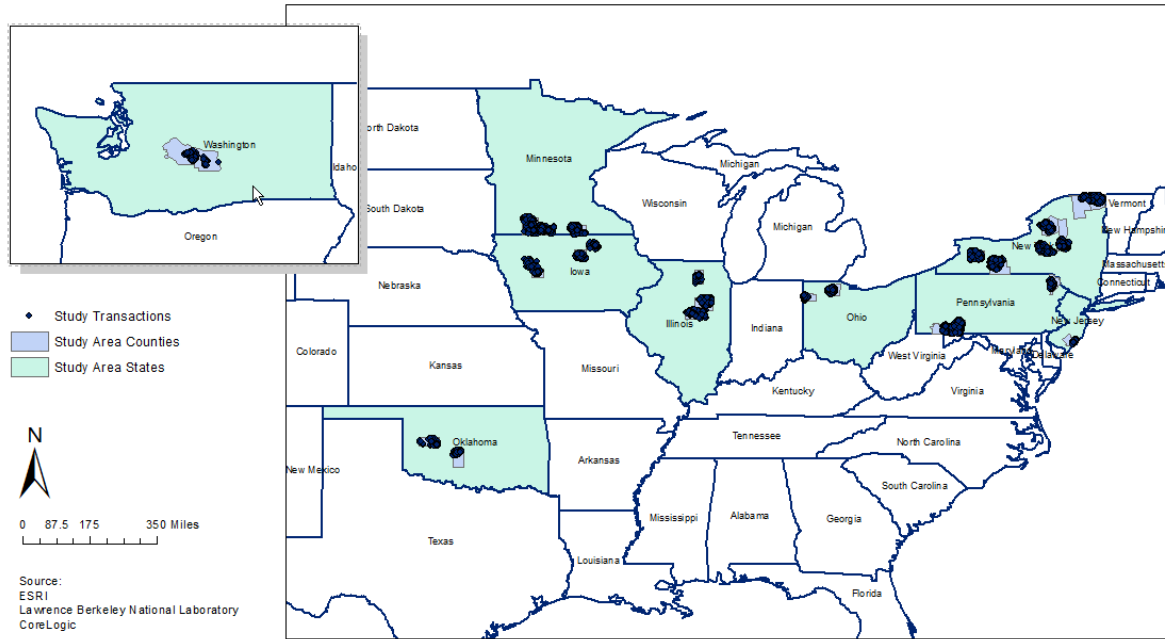 Washington
Idaho
Oregon
North Dakota
South Dakota
Nebraska
Colorado
Kansas
New Mexico
Oklahoma
Texas
Minnesota
Iowa
Wisconsin
Michigan
Michigan
Illinois
Indiana
Ohio
Missouri
Kentucky
West Virginia
Virginia
Pennsylvania
New Jersey
Maryland
Delaware
New
Vermont
New Hampshire
Massachusetts
Connecticut
Tennessee
North Carolina
South Carolina
Arkansas
Mississippi
Alabama
Georgia
Louisiana
Florida
Study Transactions
Study Area Counties
Study Area States
N
0 87.5 175 350 Miles
Source:
ESRI
Lawrence Berkeley National Laboratory
CoreLogic